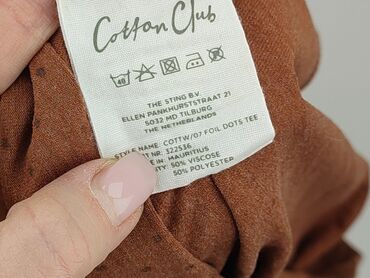 Cotton Club
40
THE STING B.V.
ELLEN PANKHURSTSTRAAT 21
5032 MD TILBURG
THE NETHERLANDS
STYLE NAME: COTTW/07 FOIL DOTS TEE
NR: 322536
IN: MAURITIUS
50% VISCOSE
50% POLYESTER